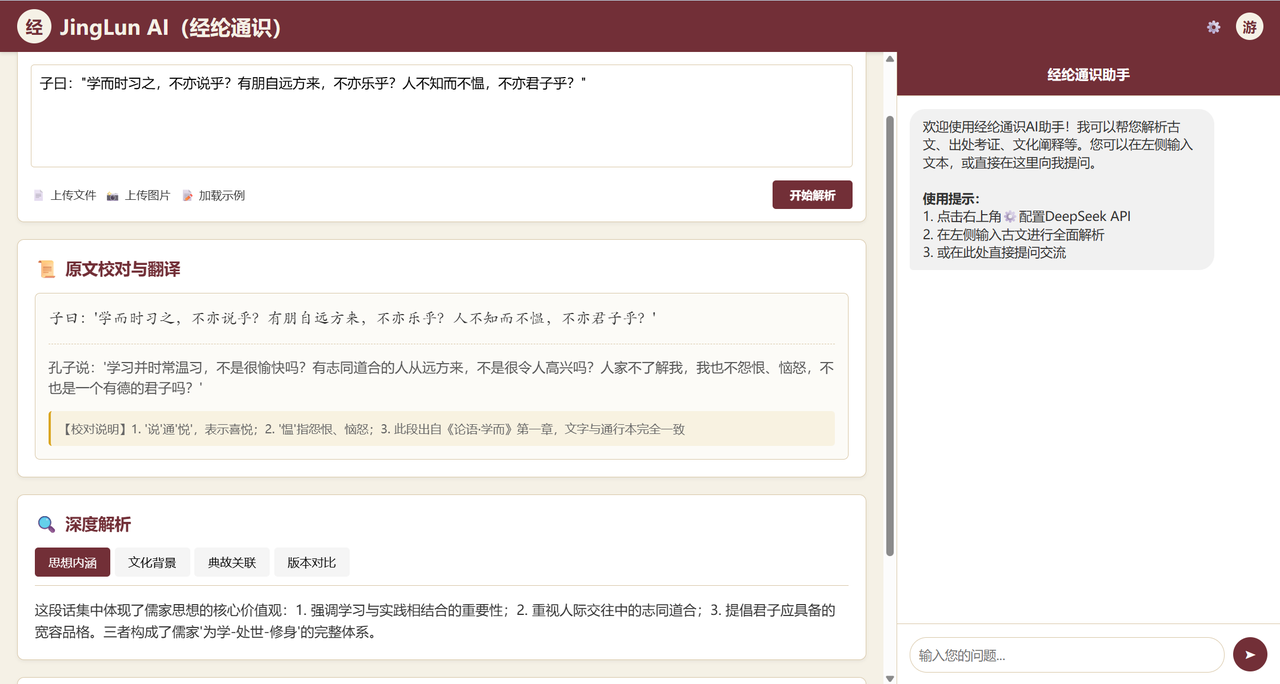 经 JingLun AI（经纶通识） 游
子曰："学而时习之，不亦说乎？有朋自远方来，不亦乐乎？人不知而不愠，不亦君子乎？"
上传文件 上传图片 加载示例 开始解析
原文校对与翻译
子曰：'学而时习之，不亦说乎？有朋自远方来，不亦乐乎？人不知而不愠，不亦君子乎？'
孔子说：'学习并时常温习，不是很愉快吗？有志同道合的人从远方来，不是很令人高兴吗？人家不了解我，我也不怨恨、恼怒，不
也是一个有德的君子吗？'
【校对说明】1. '说'通'悦'，表示喜悦；2. '愠'指怨恨、恼怒；3. 此段出自《论语·学而》第一章，文字与通行本完全一致
深度解析
思想内涵 文化背景 典故关联 版本对比
这段话集中体现了儒家思想的核心价值观：1. 强调学习与实践相结合的重要性；2. 重视人际交往中的志同道合；3. 提倡君子应具备的
宽容品格。三者构成了儒家'为学-处世-修身'的完整体系。
经纶通识助手
欢迎使用经纶通识AI助手！我可以帮您解析古
文、出处考证、文化阐释等。您可以在左侧输入
文本，或直接在这里向我提问。
使用提示：
1. 点击右上角⚙️配置DeepSeek API
2. 在左侧输入古文进行全面解析
3. 或在此处直接提问交流
输入您的问题...